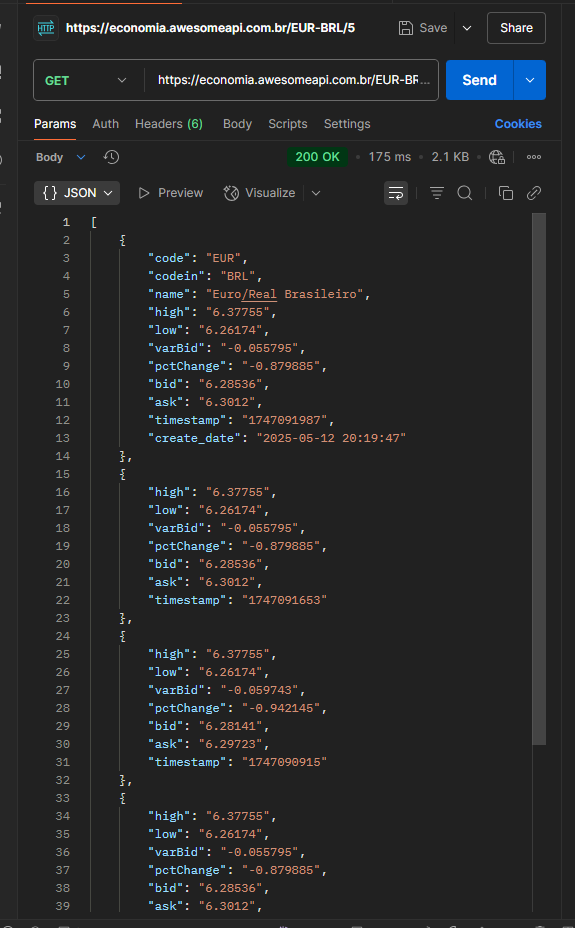 HTTP https://economia.awesomeapi.com.br/EUR-BRL/5 Save Share
GET https://economia.awesomeapi.com.br/EUR-BR... Send
Params Auth Headers (6) Body Scripts Settings Cookies
Body 200 OK • 175 ms • 2.1 KB
{} JSON Preview Visualize
1 [
2 {
3 "code": "EUR",
4 "codein": "BRL",
5 "name": "Euro/Real Brasileiro",
6 "high": "6.37755",
7 "low": "6.26174",
8 "varBid": "-0.055795",
9 "pctChange": "-0.879885",
10 "bid": "6.28536",
11 "ask": "6.3012",
12 "timestamp": "1747091987",
13 "create_date": "2025-05-12 20:19:47"
14 },
15 {
16 "high": "6.37755",
17 "low": "6.26174",
18 "varBid": "-0.055795",
19 "pctChange": "-0.879885",
20 "bid": "6.28536",
21 "ask": "6.3012",
22 "timestamp": "1747091653"
23 },
24 {
25 "high": "6.37755",
26 "low": "6.26174",
27 "varBid": "-0.059743",
28 "pctChange": "-0.942145",
29 "bid": "6.28141",
30 "ask": "6.29723",
31 "timestamp": "1747090915"
32 },
33 {
34 "high": "6.37755",
35 "low": "6.26174",
36 "varBid": "-0.055795",
37 "pctChange": "-0.879885",
38 "bid": "6.28536",
39 "ask": "6.3012",